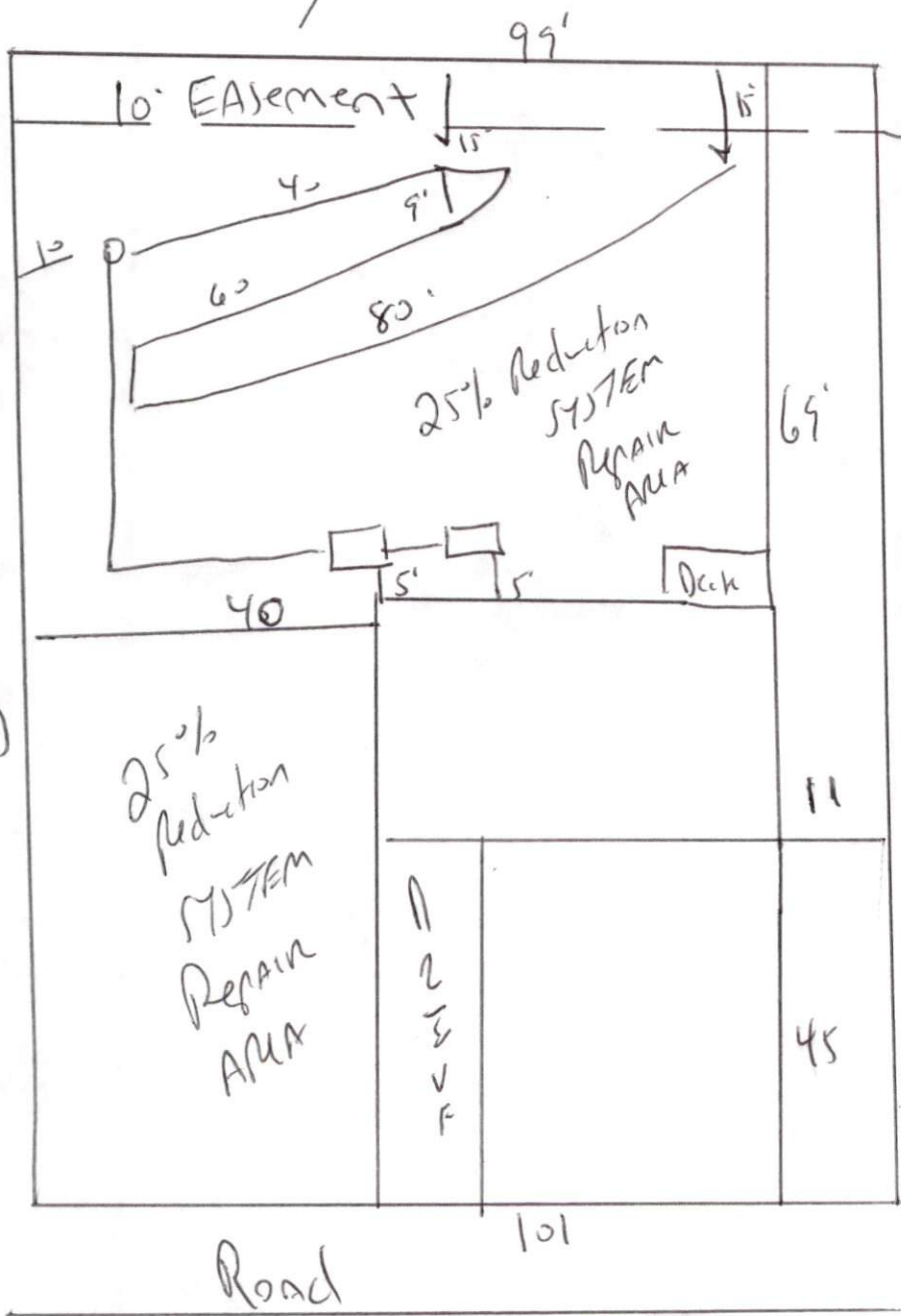 99'
10' EASement
15'
15'
40
9'
10
60
80'
25% Reduction
SYSTEM
Repair
Area
69'
5'
5'
Deck
40
25%
Reduction
SYSTEM
Repair
Area
11
D
R
I
V
E
45
101
Road